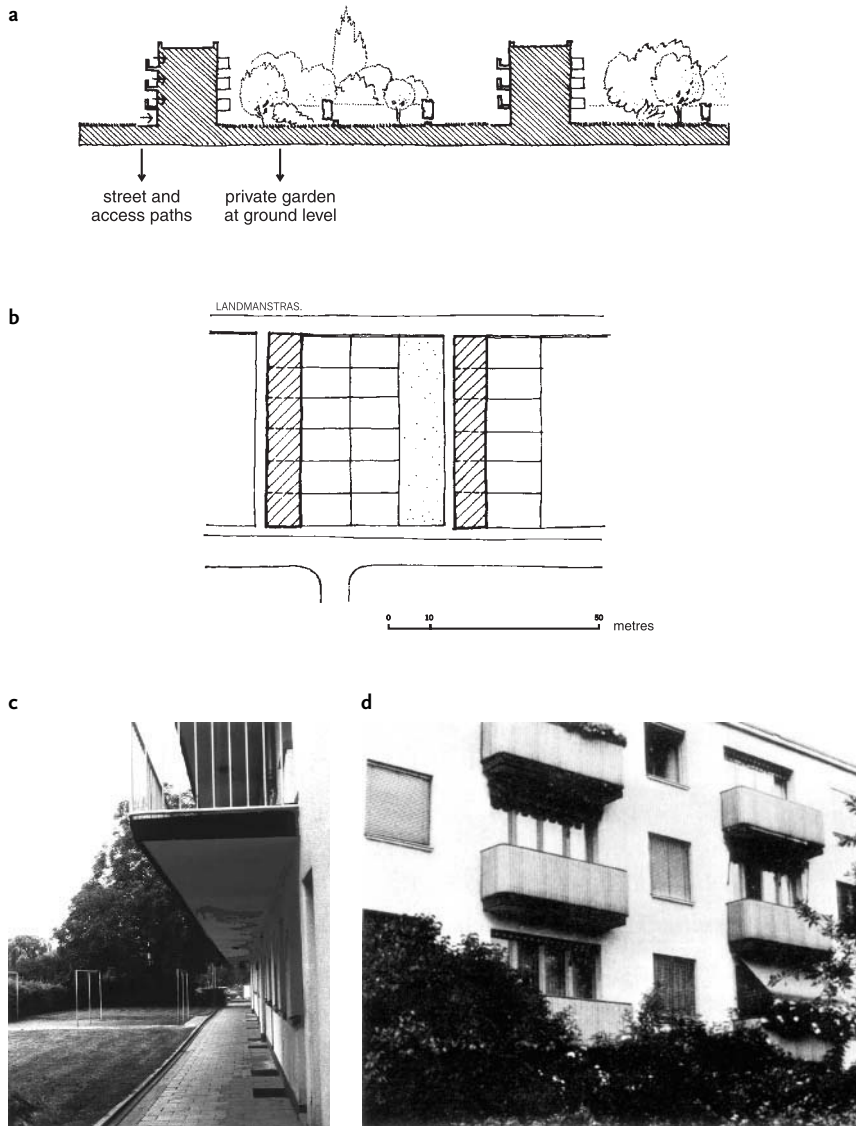 a
street and
access paths
private garden
at ground level
b
LANDMANSTRAS.
0 10 50
metres
c
d